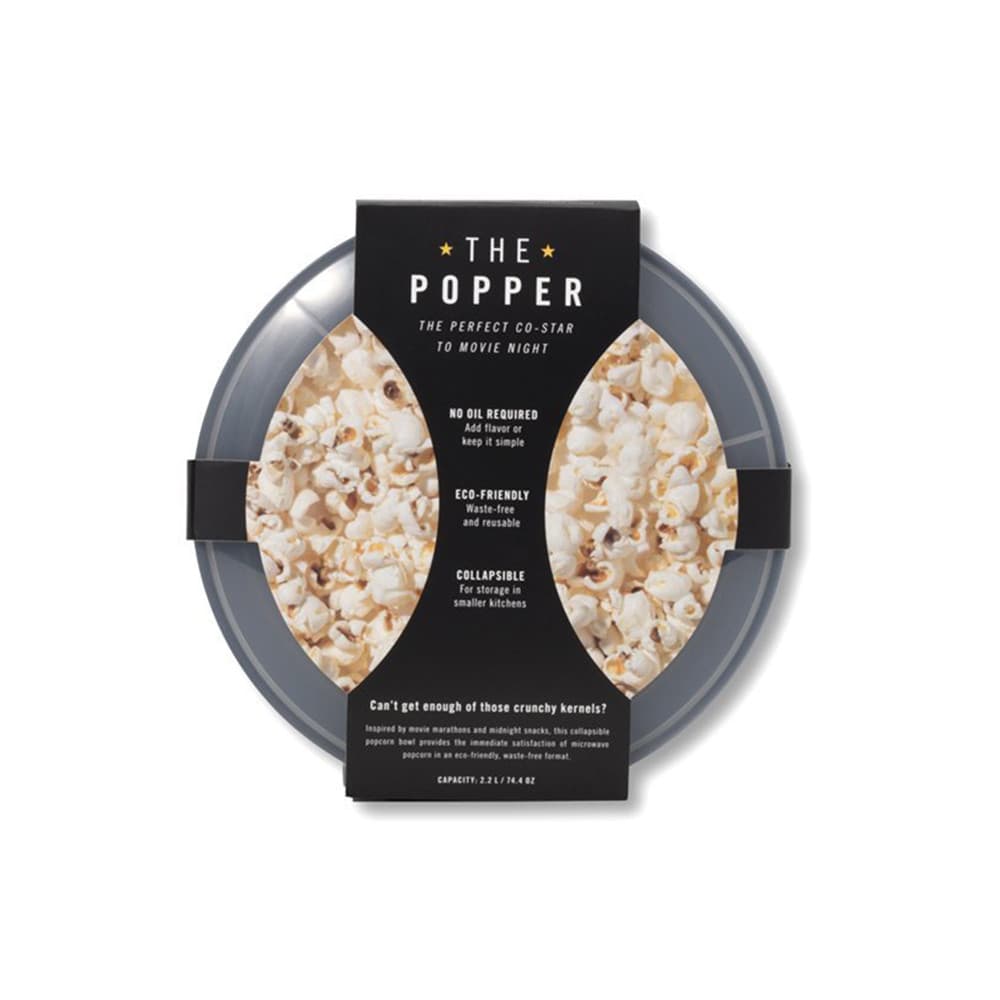 THE
POPPER
THE PERFECT CO-STAR
TO MOVIE NIGHT
NO OIL REQUIRED
Add flavor or
keep it simple
ECO-FRIENDLY
Waste-free
and reusable
COLLAPSIBLE
For storage in
smaller kitchens
Can't get enough of those crunchy kernels?
Inspired by movie marathons and midnight snacks, this collapsible
popcorn bowl provides the immediate satisfaction of microwave
popcorn in an eco-friendly, waste-free format.
CAPACITY: 2.2 L / 74.4 OZ